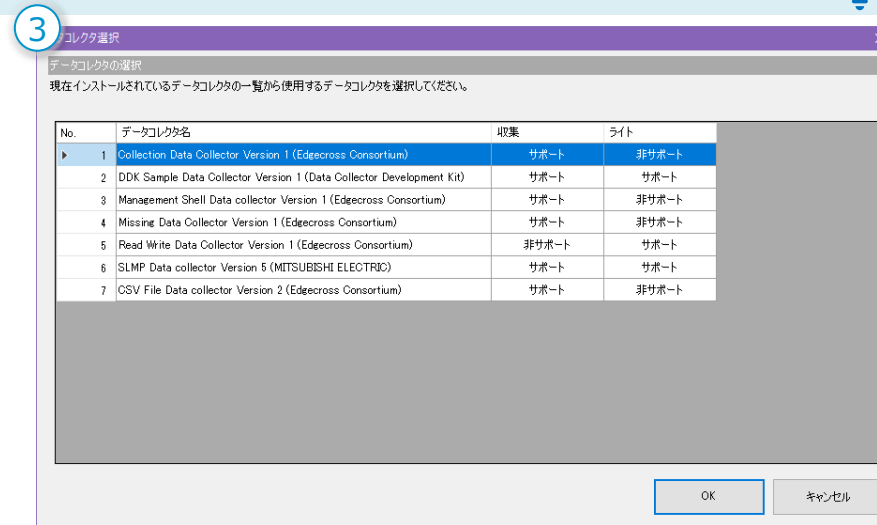 3
タコレクタ選択
データコレクタの選択
現在インストールされているデータコレクタの一覧から使用するデータコレクタを選択してください。
No. データコレクタ名 収集 ライト
1 Collection Data Collector Version 1 (Edgecross Consortium) サポート 非サポート
2 DDK Sample Data Collector Version 1 (Data Collector Development Kit) サポート サポート
3 Management Shell Data collector Version 1 (Edgecross Consortium) サポート 非サポート
4 Missing Data Collector Version 1 (Edgecross Consortium) サポート 非サポート
5 Read Write Data Collector Version 1 (Edgecross Consortium) 非サポート サポート
6 SLMP Data collector Version 5 (MITSUBISHI ELECTRIC) サポート サポート
7 CSV File Data collector Version 2 (Edgecross Consortium) サポート 非サポート
OK キャンセル